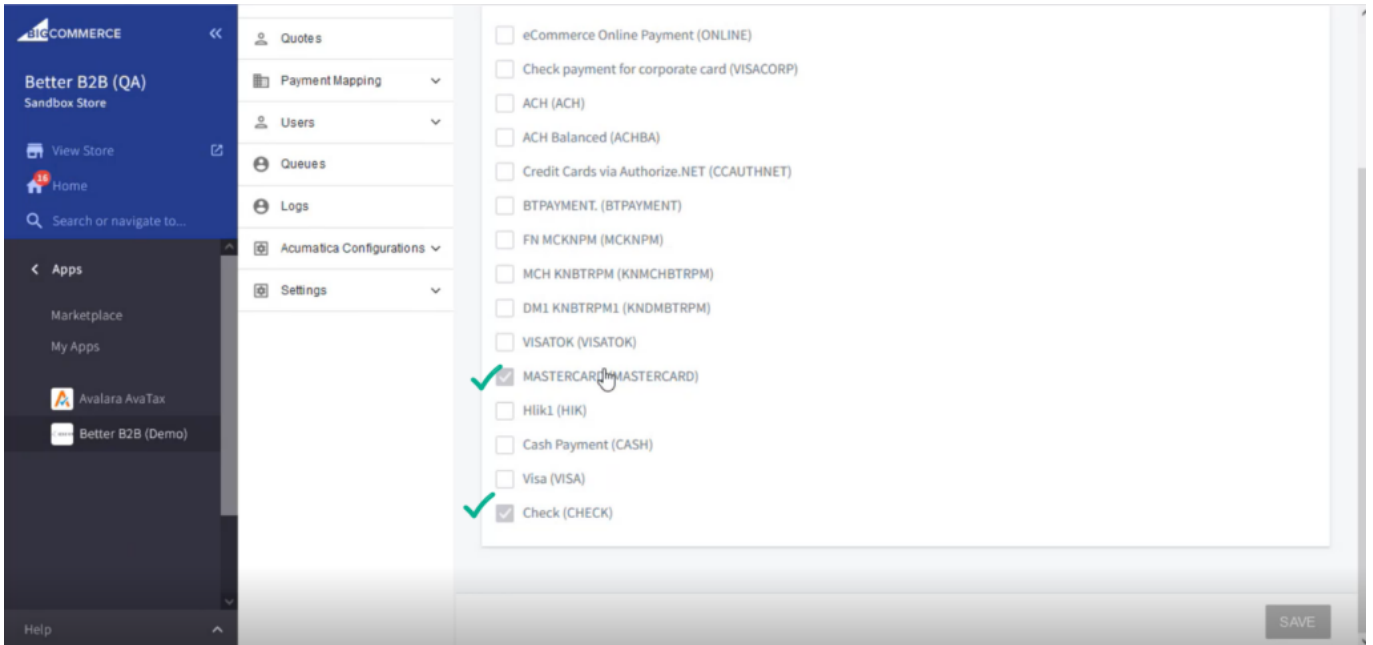 BIGCOMMERCE
Better B2B (QA)
Sandbox Store
View Store
16
Home
Search or navigate to...
Apps
Marketplace
My Apps
Avalara AvaTax
Better B2B (Demo)
Help
Quotes
Payment Mapping
Users
Queues
Logs
Acumatica Configurations
Settings
eCommerce Online Payment (ONLINE)
Check payment for corporate card (VISACORP)
ACH (ACH)
ACH Balanced (ACHBA)
Credit Cards via Authorize.NET (CCAUTHNET)
BTPAYMENT. (BTPAYMENT)
FN MCKNPM (MCKNPM)
MCH KNBTRPM (KNMCHBTRPM)
DM1 KNBTRPM1 (KNDMBTRPM)
VISATOK (VISATOK)
MASTERCARD (MASTERCARD)
Hlik1 (HIK)
Cash Payment (CASH)
Visa (VISA)
Check (CHECK)
SAVE